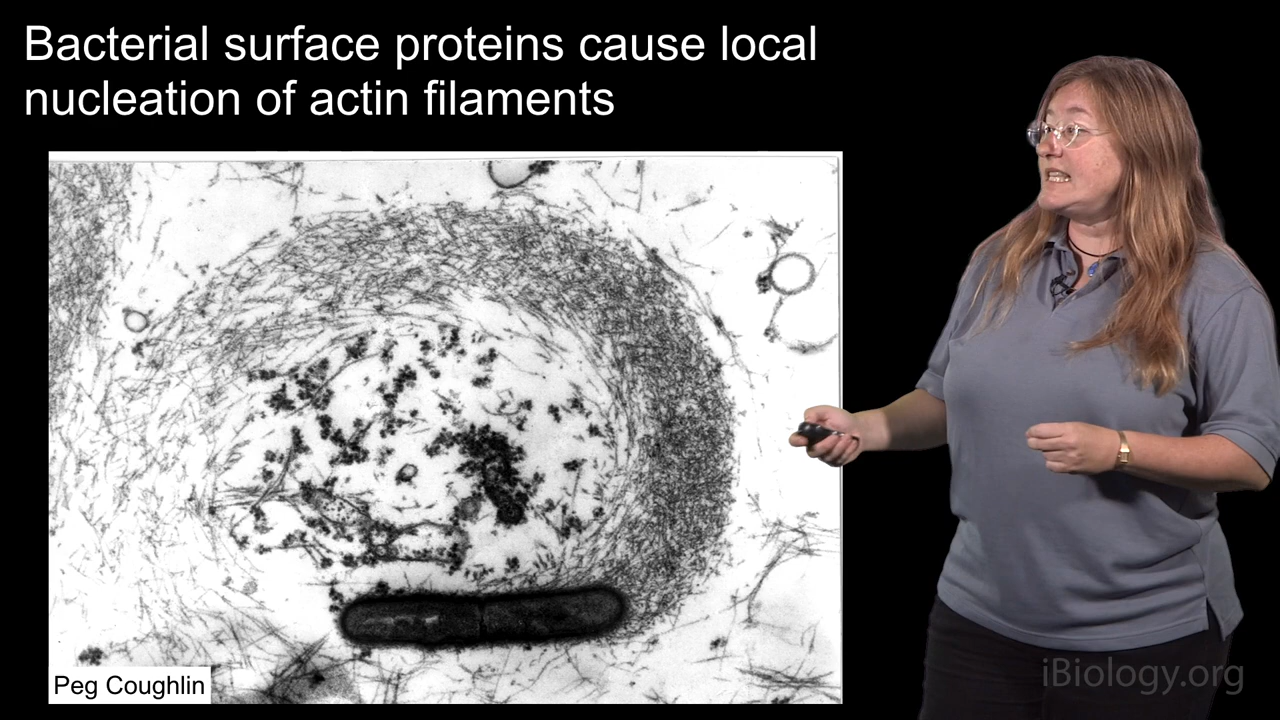 Bacterial surface proteins cause local
nucleation of actin filaments
Peg Coughlin
iBiology.org